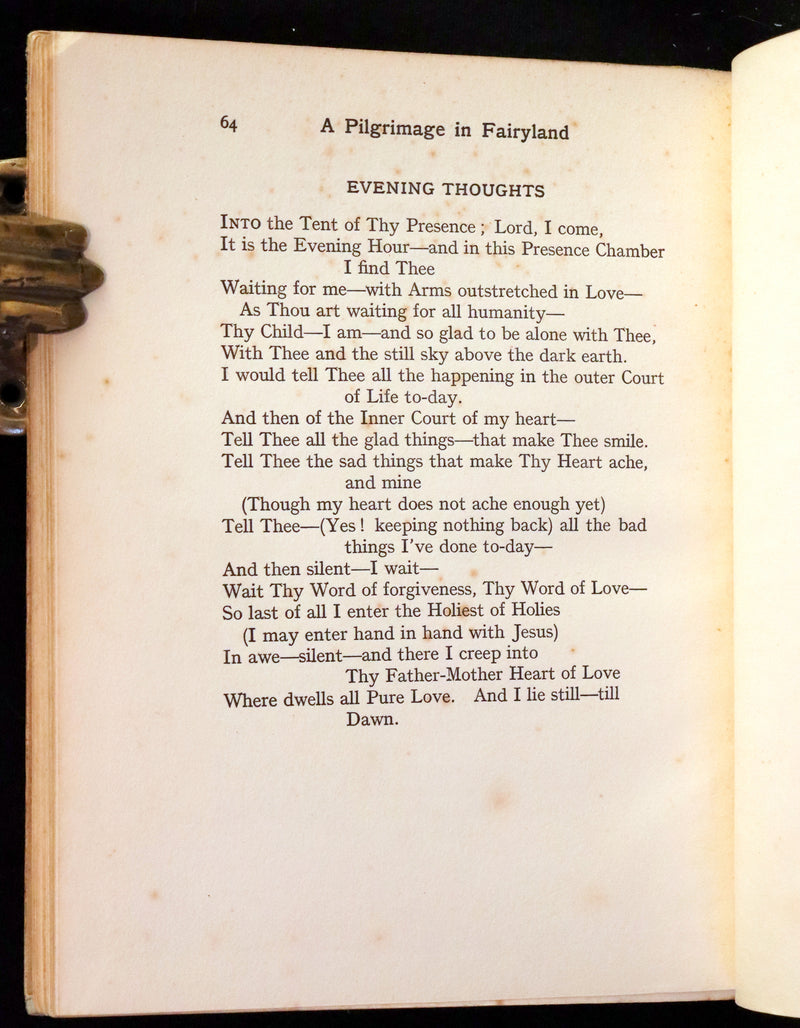 64 A Pilgrimage in Fairyland
EVENING THOUGHTS
INTO the Tent of Thy Presence ; Lord, I come,
It is the Evening Hour—and in this Presence Chamber
I find Thee
Waiting for me—with Arms outstretched in Love—
As Thou art waiting for all humanity—
Thy Child—I am—and so glad to be alone with Thee,
With Thee and the still sky above the dark earth.
I would tell Thee all the happening in the outer Court
of Life to-day.
And then of the Inner Court of my heart—
Tell Thee all the glad things—that make Thee smile.
Tell Thee the sad things that make Thy Heart ache,
and mine
(Though my heart does not ache enough yet)
Tell Thee—(Yes ! keeping nothing back) all the bad
things I've done to-day—
And then silent—I wait—
Wait Thy Word of forgiveness, Thy Word of Love—
So last of all I enter the Holiest of Holies
(I may enter hand in hand with Jesus)
In awe—silent—and there I creep into
Thy Father-Mother Heart of Love
Where dwells all Pure Love. And I lie still—till
Dawn.